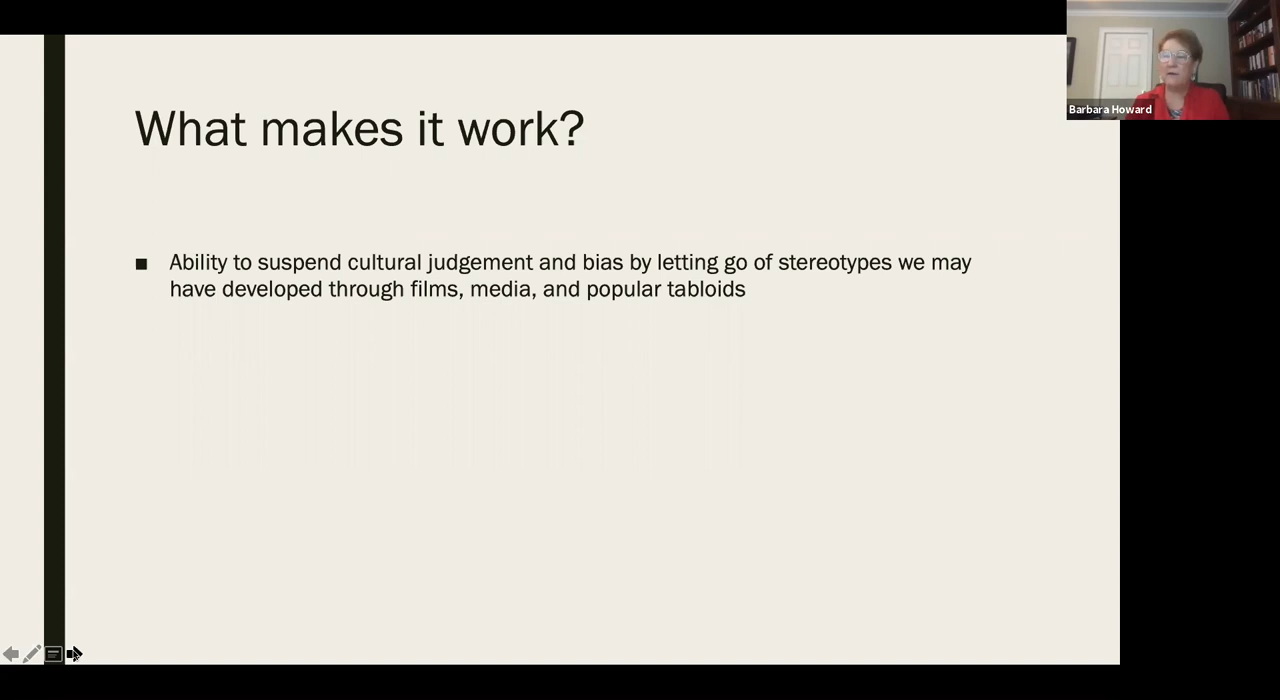 What makes it work?
■ Ability to suspend cultural judgement and bias by letting go of stereotypes we may
have developed through films, media, and popular tabloids
Barbara Howard